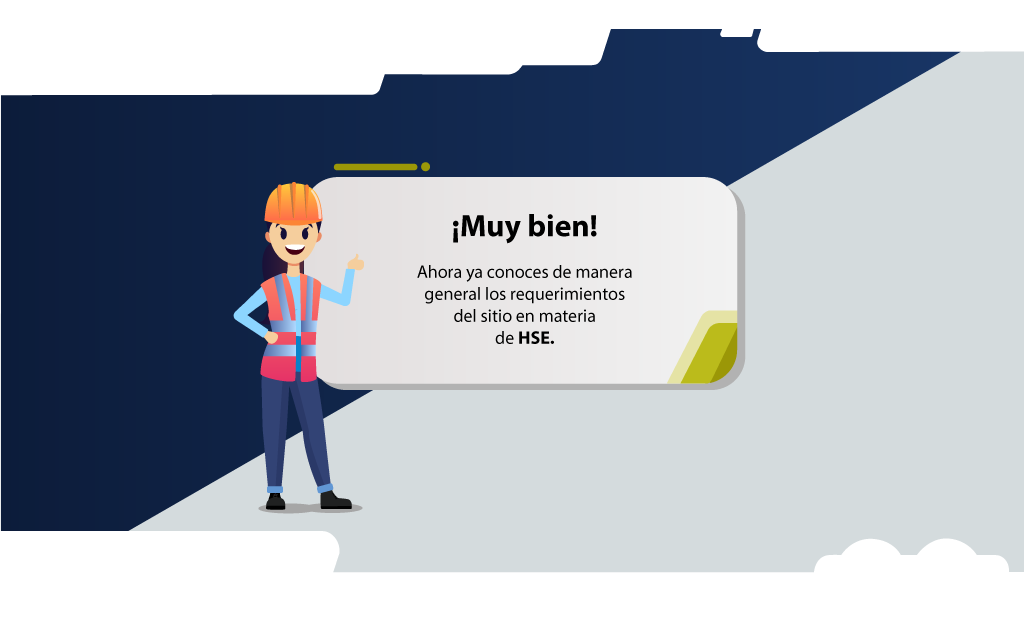 ¡Muy bien!
Ahora ya conoces de manera
general los requerimientos
del sitio en materia
de HSE.